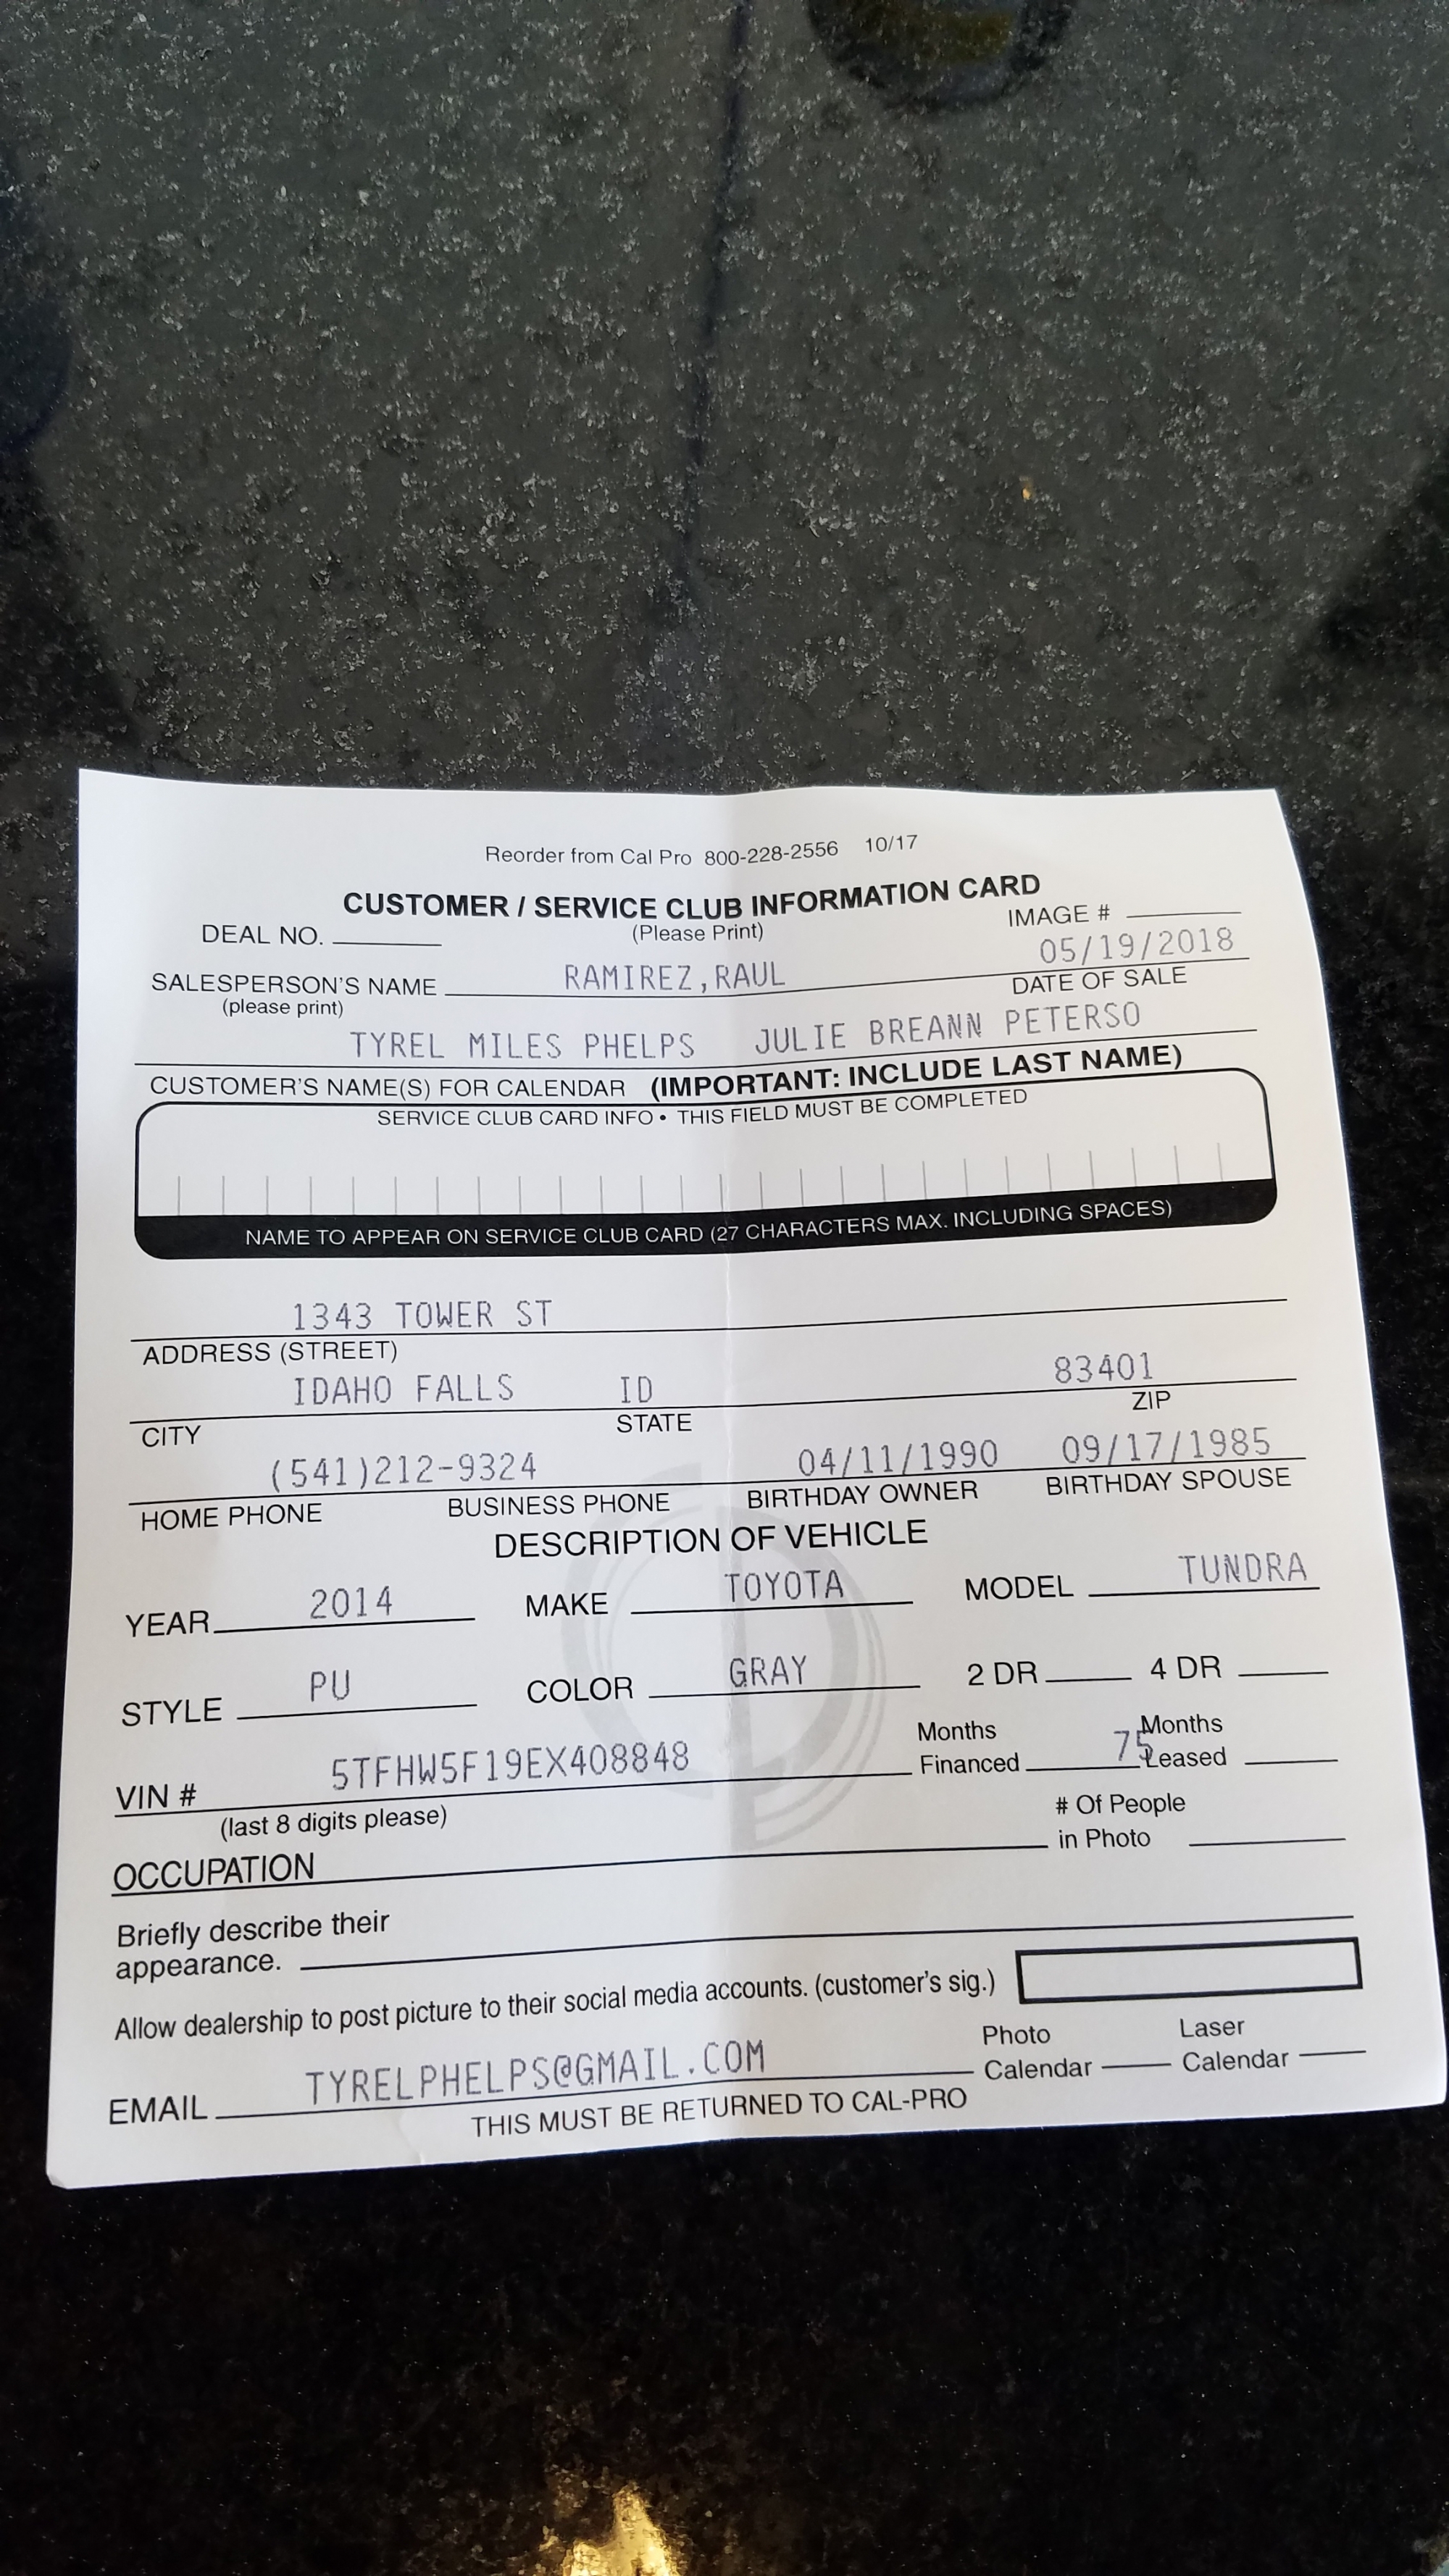 Reorder from Cal Pro 800-228-2556 10/17
CUSTOMER / SERVICE CLUB INFORMATION CARD
DEAL NO. (Please Print) IMAGE #
05/19/2018
SALESPERSON'S NAME RAMIREZ,RAUL DATE OF SALE
(please print)
TYREL MILES PHELPS JULIE BREANN PETERSO
CUSTOMER'S NAME(S) FOR CALENDAR (IMPORTANT: INCLUDE LAST NAME)
SERVICE CLUB CARD INFO • THIS FIELD MUST BE COMPLETED
NAME TO APPEAR ON SERVICE CLUB CARD (27 CHARACTERS MAX. INCLUDING SPACES)
1343 TOWER ST
ADDRESS (STREET)
IDAHO FALLS ID 83401
CITY STATE ZIP
(541)212-9324 04/11/1990 09/17/1985
HOME PHONE BUSINESS PHONE BIRTHDAY OWNER BIRTHDAY SPOUSE
DESCRIPTION OF VEHICLE
YEAR 2014 MAKE TOYOTA MODEL TUNDRA
STYLE PU COLOR GRAY 2 DR 4 DR
Months Months
VIN # 5TFHW5F19EX408848 Financed 75 Leased
(last 8 digits please)
# Of People
OCCUPATION in Photo
Briefly describe their
appearance.
Allow dealership to post picture to their social media accounts. (customer's sig.)
Photo Laser
EMAIL TYRELPHELPS@GMAIL.COM Calendar Calendar
THIS MUST BE RETURNED TO CAL-PRO